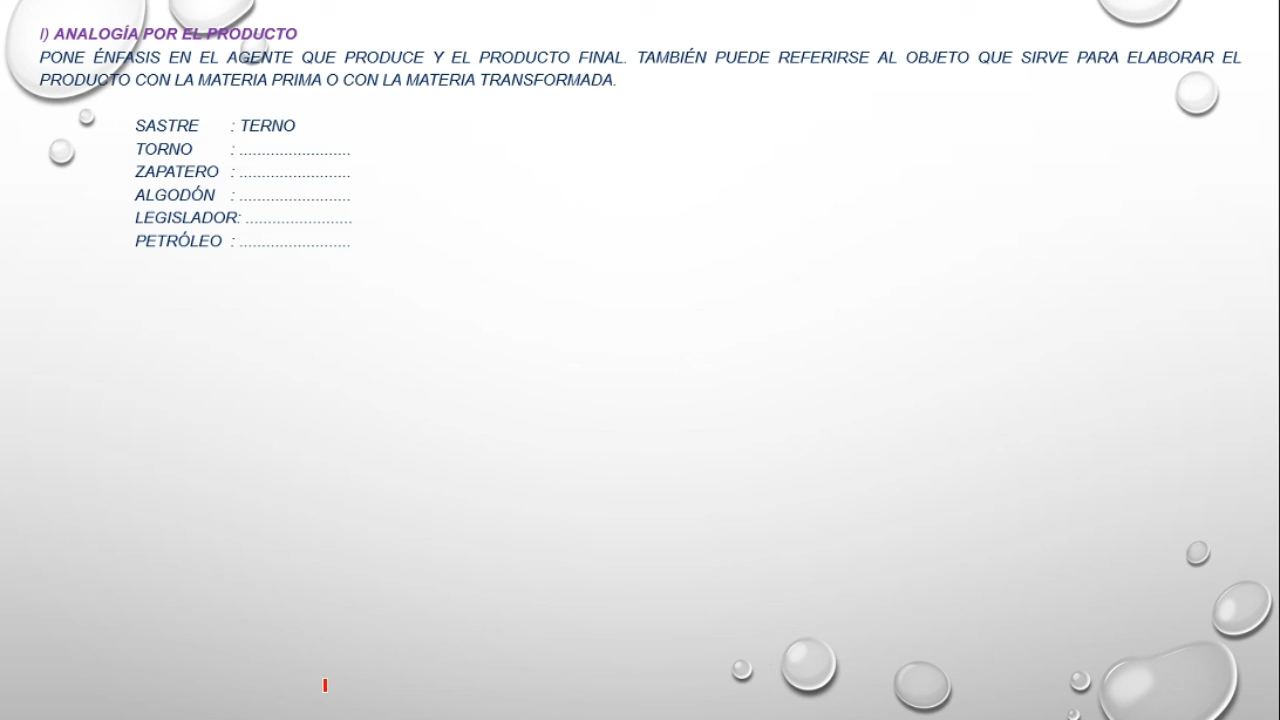 I) ANALOGÍA POR EL PRODUCTO
PONE ÉNFASIS EN EL AGENTE QUE PRODUCE Y EL PRODUCTO FINAL. TAMBIÉN PUEDE REFERIRSE AL OBJETO QUE SIRVE PARA ELABORAR EL
PRODUCTO CON LA MATERIA PRIMA O CON LA MATERIA TRANSFORMADA.
SASTRE : TERNO
TORNO : .........................
ZAPATERO : .........................
ALGODÓN : .........................
LEGISLADOR: ........................
PETRÓLEO : .........................